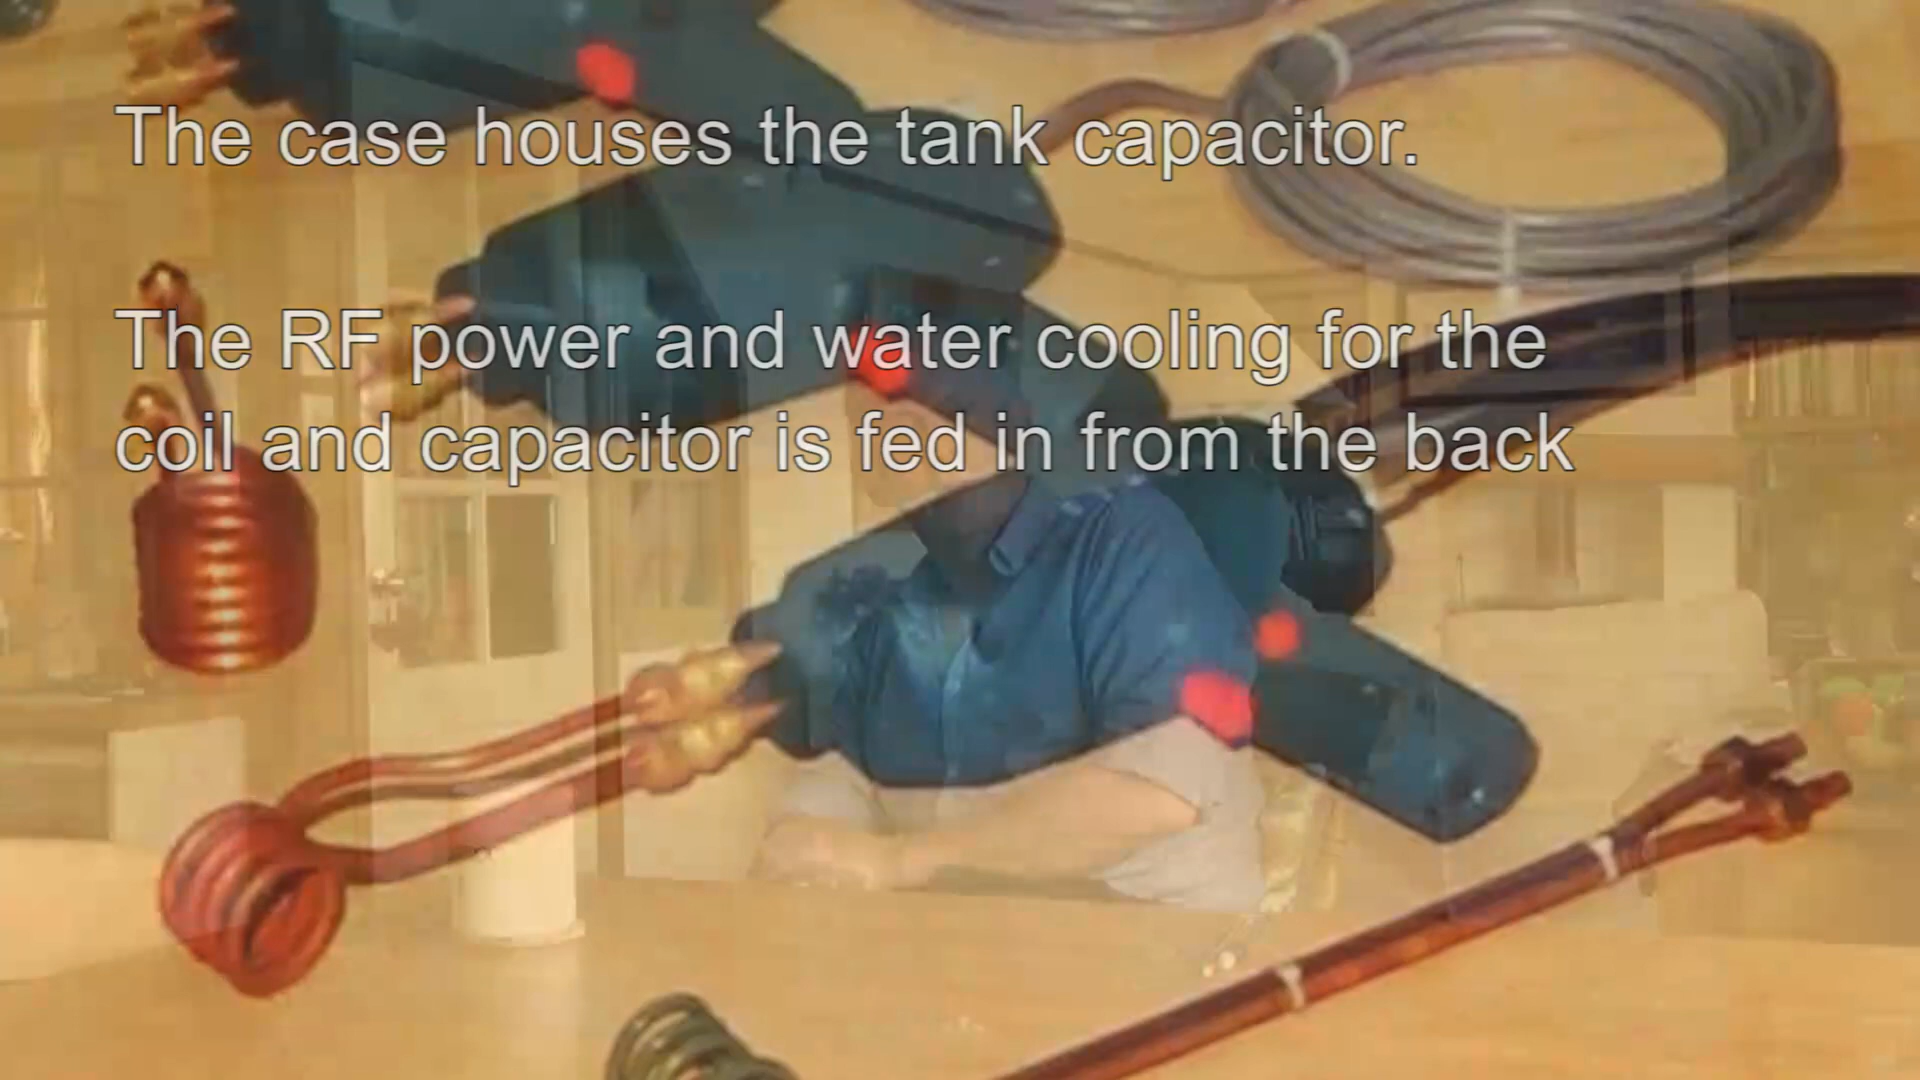 The case houses the tank capacitor.
The RF power and water cooling for the
coil and capacitor is fed in from the back